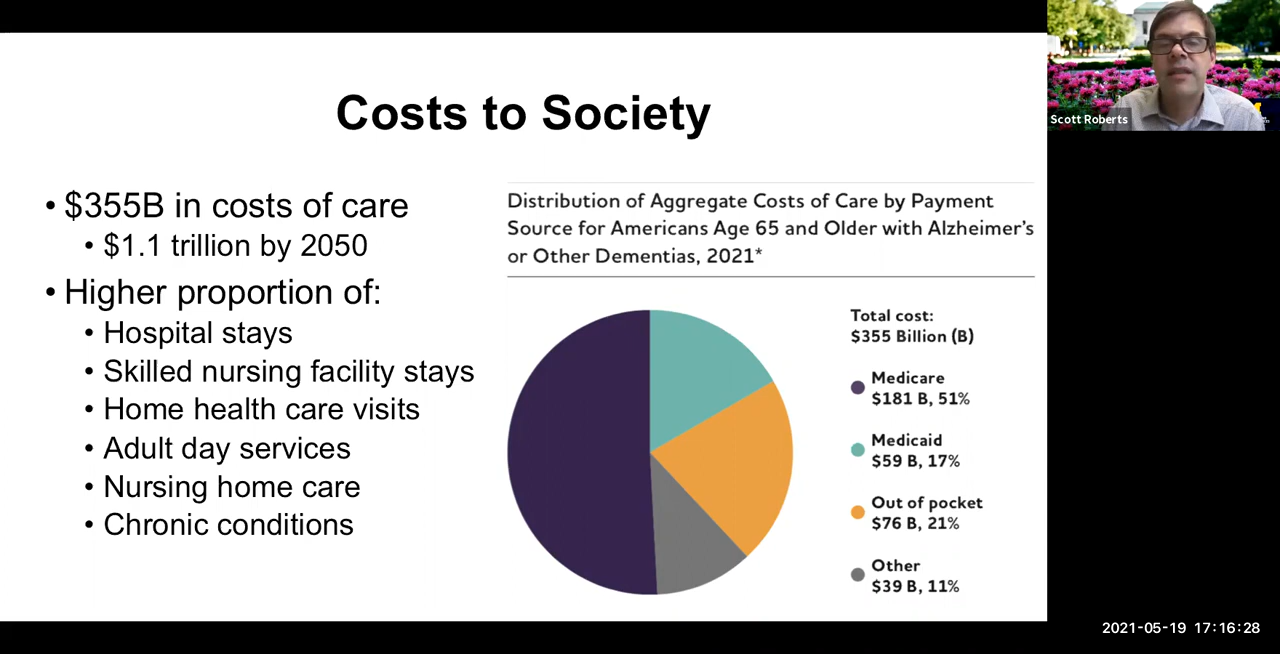 Costs to Society
• $355B in costs of care
• $1.1 trillion by 2050
• Higher proportion of:
• Hospital stays
• Skilled nursing facility stays
• Home health care visits
• Adult day services
• Nursing home care
• Chronic conditions
Distribution of Aggregate Costs of Care by Payment
Source for Americans Age 65 and Older with Alzheimer's
or Other Dementias, 2021*
Total cost:
$355 Billion (B)
Medicare
$181 B, 51%
Medicaid
$59 B, 17%
Out of pocket
$76 B, 21%
Other
$39 B, 11%
Scott Roberts
2021-05-19 17:16:28